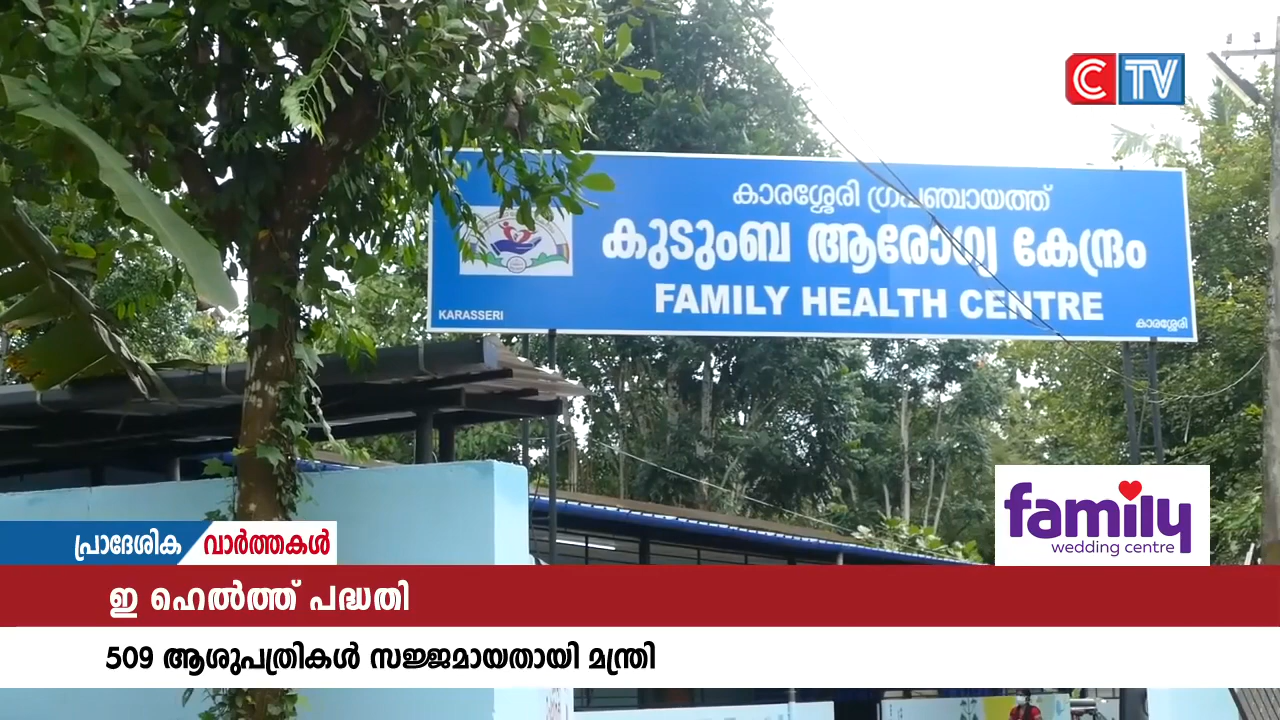 CTV
കാരശ്ശേരി ഗ്രപഞ്ചായത്ത്
കുടുംബ ആരോഗ്യ കേന്ദ്രം
FAMILY HEALTH CENTRE
KARASSERI
കാരശ്ശേരി
family
wedding centre
പ്രാദേശിക വാർത്തകൾ
ഇ ഹെൽത്ത് പദ്ധതി
509 ആശുപത്രികൾ സജ്ജമായതായി മന്ത്രി